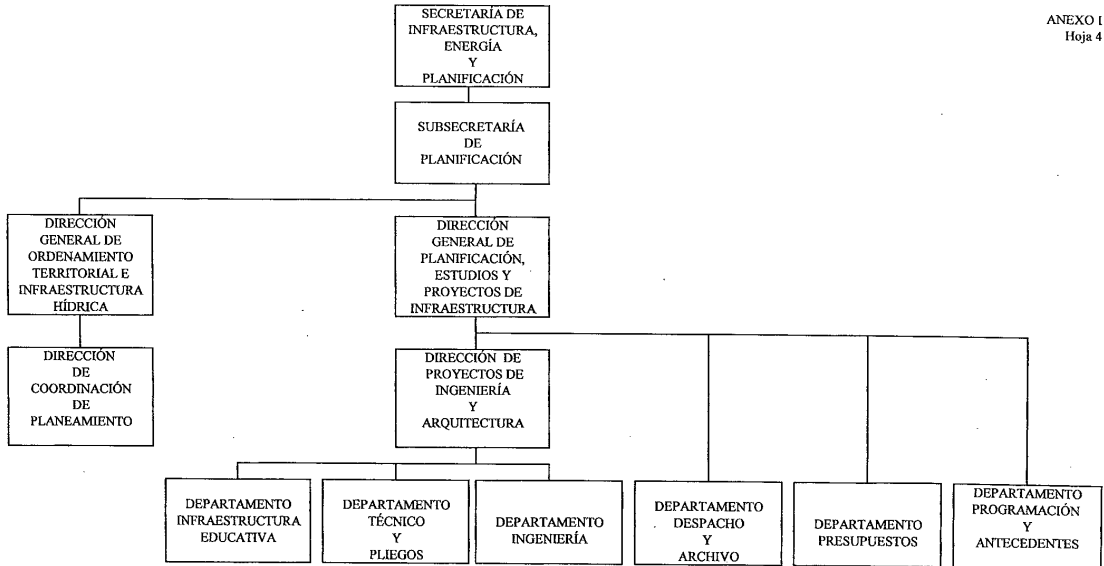 ANEXO I
Hoja 4
SECRETARÍA DE
INFRAESTRUCTURA,
ENERGÍA
Y
PLANIFICACIÓN
SUBSECRETARÍA
DE
PLANIFICACIÓN
DIRECCIÓN
GENERAL DE
ORDENAMIENTO
TERRITORIAL E
INFRAESTRUCTURA
HÍDRICA
DIRECCIÓN
GENERAL DE
PLANIFICACIÓN,
ESTUDIOS Y
PROYECTOS DE
INFRAESTRUCTURA
DIRECCIÓN
DE
COORDINACIÓN
DE
PLANEAMIENTO
DIRECCIÓN DE
PROYECTOS DE
INGENIERÍA
Y
ARQUITECTURA
DEPARTAMENTO
INFRAESTRUCTURA
EDUCATIVA
DEPARTAMENTO
TÉCNICO
Y
PLIEGOS
DEPARTAMENTO
INGENIERÍA
DEPARTAMENTO
DESPACHO
Y
ARCHIVO
DEPARTAMENTO
PRESUPUESTOS
DEPARTAMENTO
PROGRAMACIÓN
Y
ANTECEDENTES